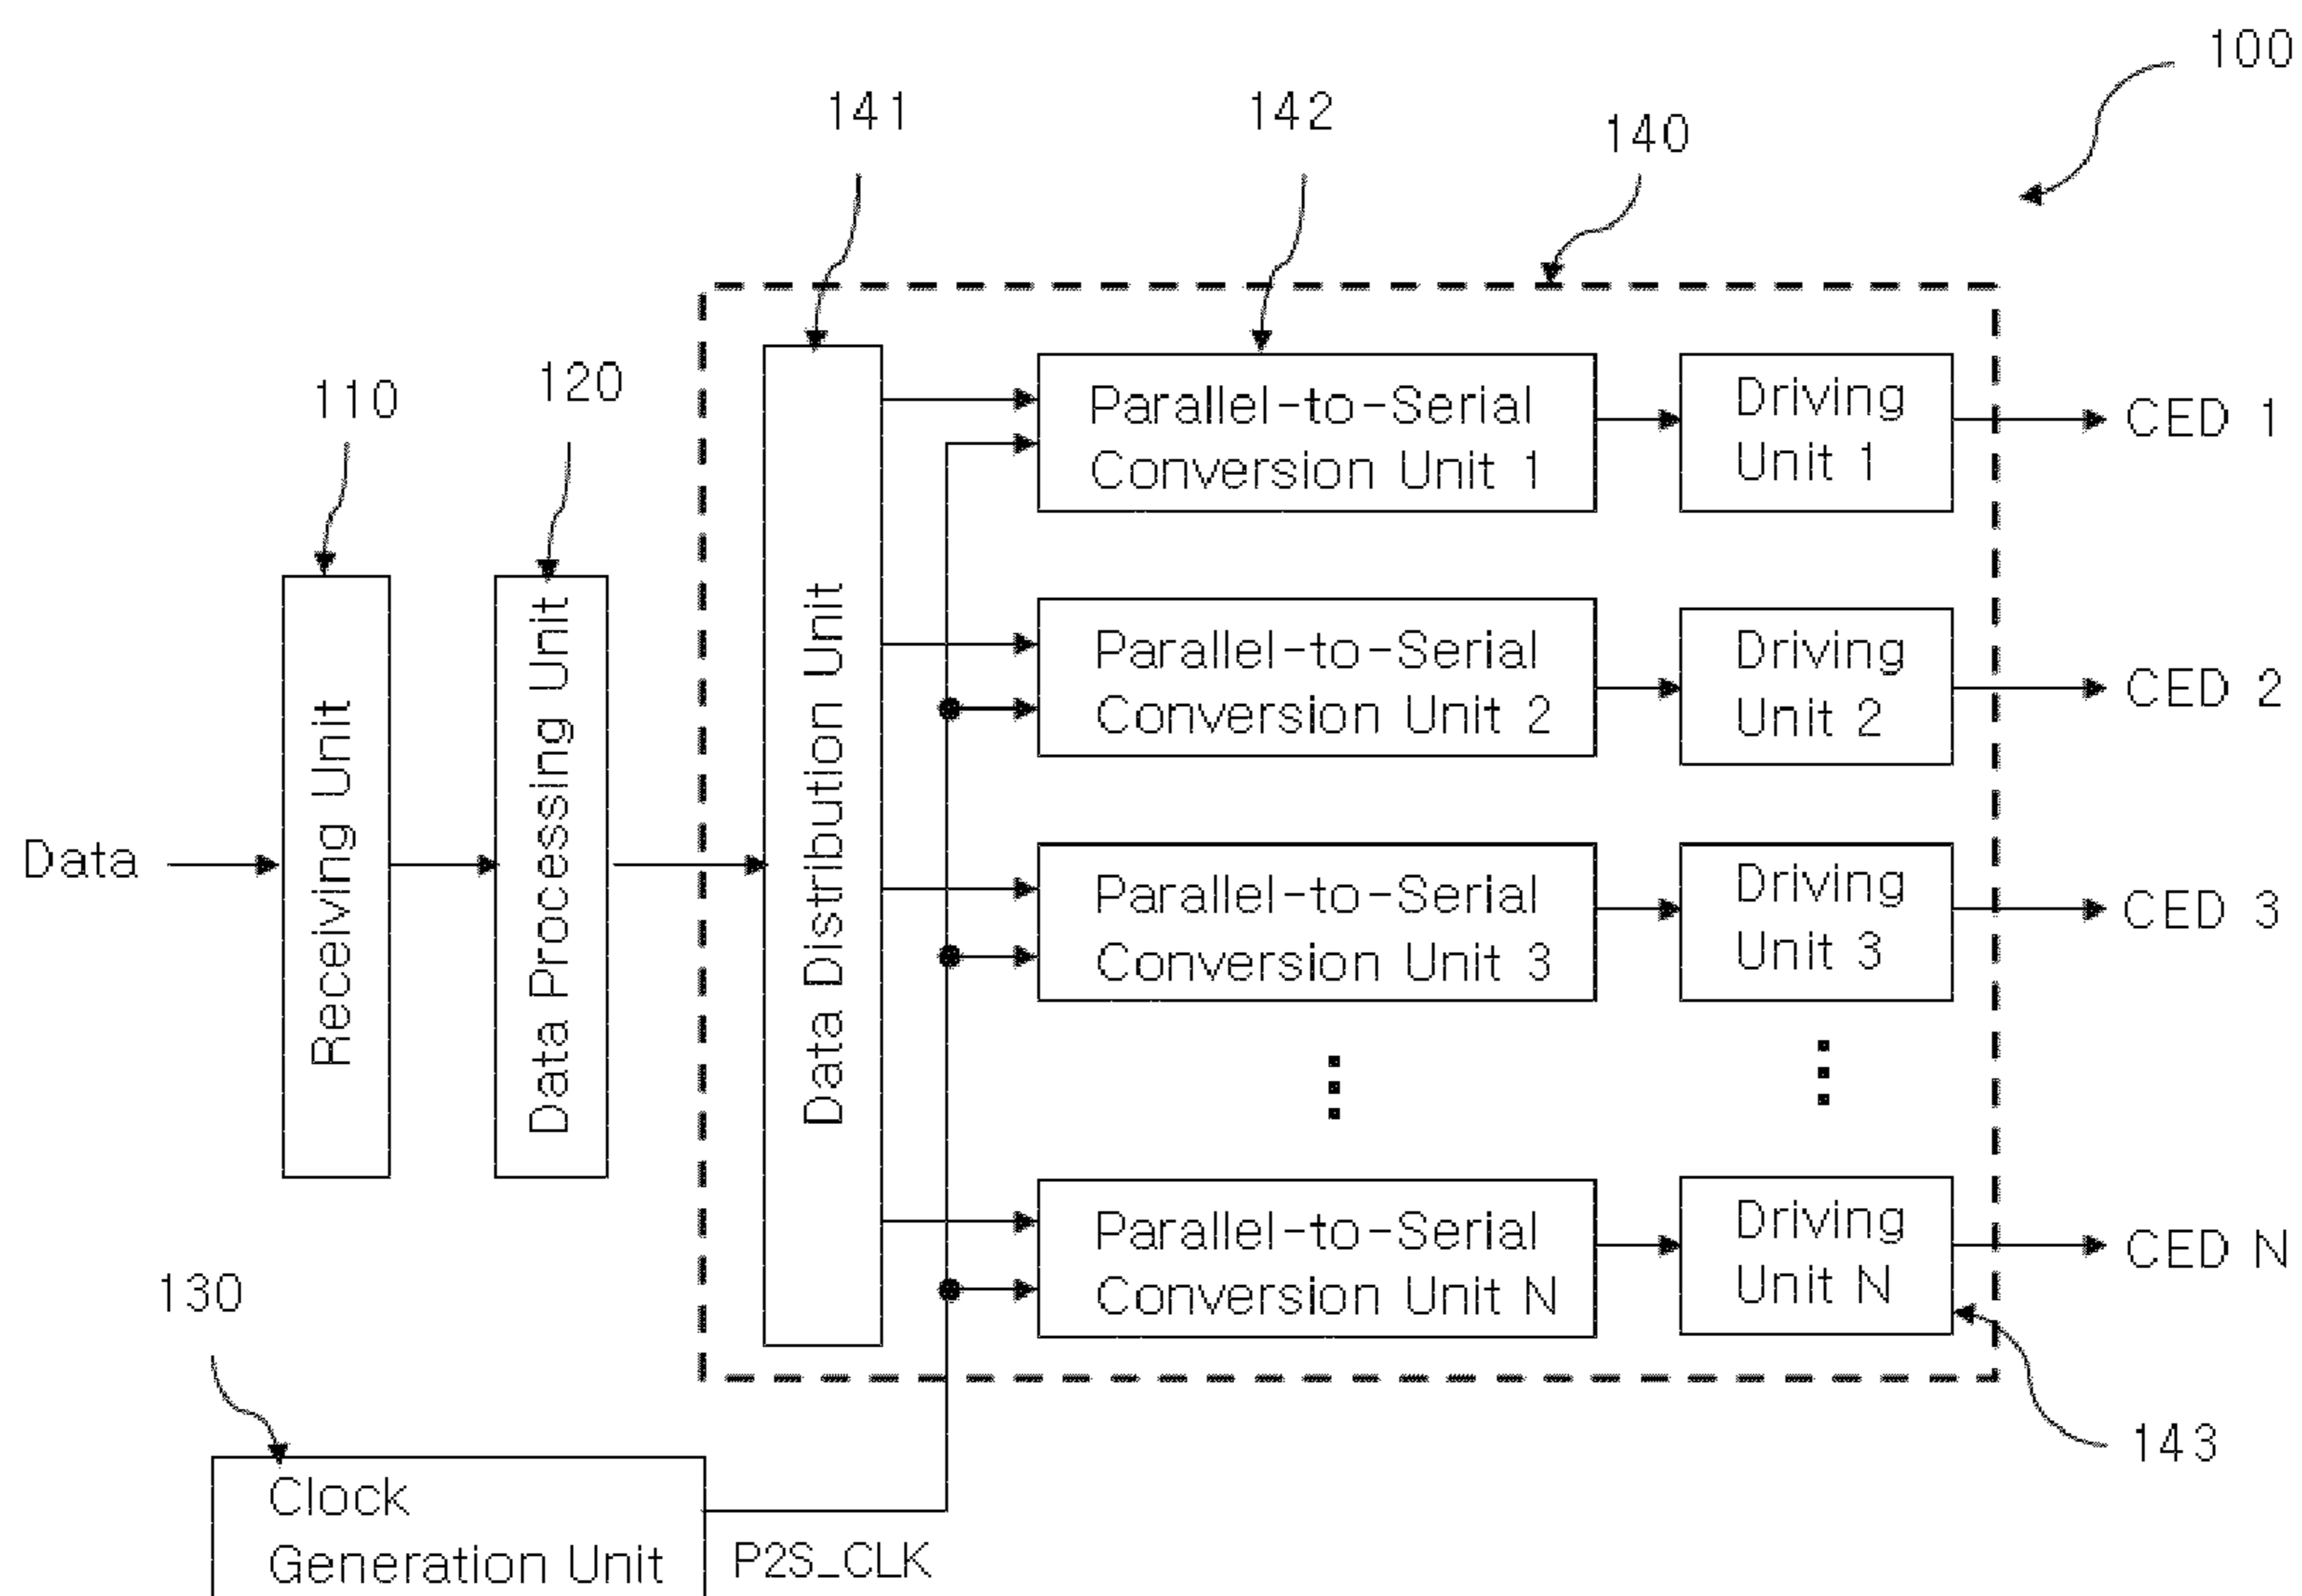 100
141
142
140
110
120
Parallel-to-Serial
Conversion Unit 1
Driving
Unit 1
CED 1
Parallel-to-Serial
Conversion Unit 2
Driving
Unit 2
CED 2
Data
Receiving Unit
Data Processing Unit
Data Distribution Unit
Parallel-to-Serial
Conversion Unit 3
Driving
Unit 3
CED 3
Parallel-to-Serial
Conversion Unit N
Driving
Unit N
CED N
130
143
Clock
Generation Unit
P2S_CLK